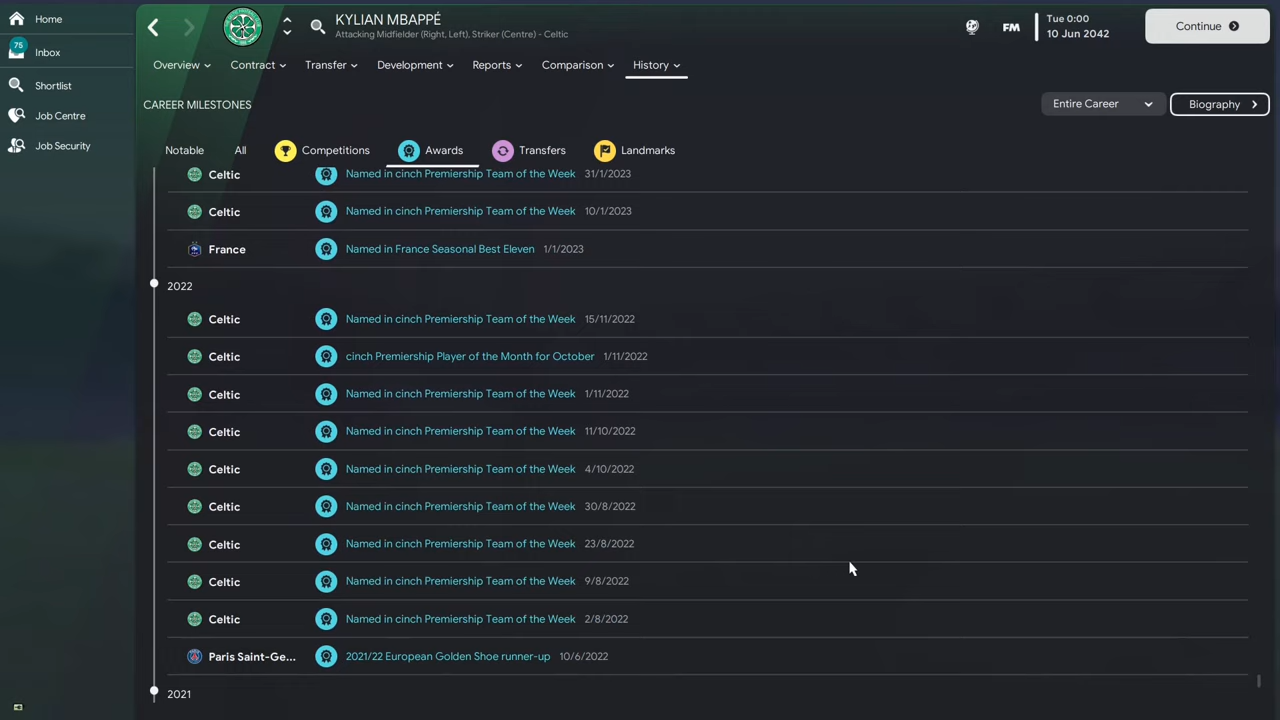 Home
75
Inbox
Shortlist
Job Centre
Job Security
KYLIAN MBAPPÉ
Attacking Midfielder (Right, Left), Striker (Centre) - Celtic
FM
Tue 0:00
10 Jun 2042
Continue
Overview
Contract
Transfer
Development
Reports
Comparison
History
CAREER MILESTONES
Entire Career
Biography
Notable
All
Competitions
Awards
Transfers
Landmarks
Celtic Named in cinch Premiership Team of the Week 31/1/2023
Celtic Named in cinch Premiership Team of the Week 10/1/2023
France Named in France Seasonal Best Eleven 1/1/2023
2022
Celtic Named in cinch Premiership Team of the Week 15/11/2022
Celtic cinch Premiership Player of the Month for October 1/11/2022
Celtic Named in cinch Premiership Team of the Week 1/11/2022
Celtic Named in cinch Premiership Team of the Week 11/10/2022
Celtic Named in cinch Premiership Team of the Week 4/10/2022
Celtic Named in cinch Premiership Team of the Week 30/8/2022
Celtic Named in cinch Premiership Team of the Week 23/8/2022
Celtic Named in cinch Premiership Team of the Week 9/8/2022
Celtic Named in cinch Premiership Team of the Week 2/8/2022
Paris Saint-Ge... 2021/22 European Golden Shoe runner-up 10/6/2022
2021